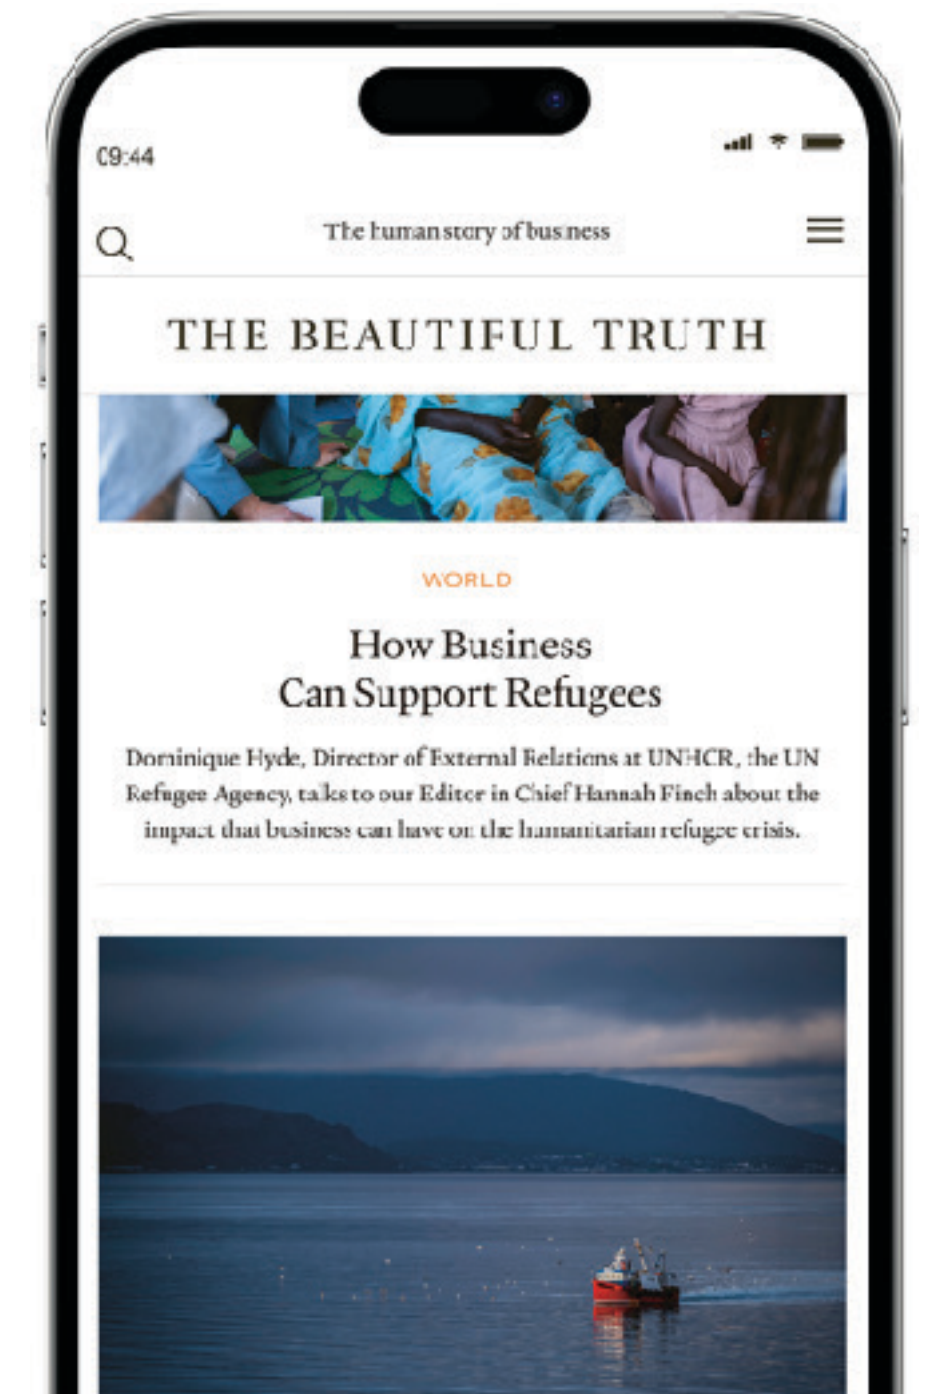 09:44
The human story of business
THE BEAUTIFUL TRUTH
WORLD
How Business
Can Support Refugees
Dominique Hyde, Director of External Relations at UNHCR, the UN
Refugee Agency, talks to our Editor in Chief Hannah Finch about the
impact that business can have on the humanitarian refugee crisis.